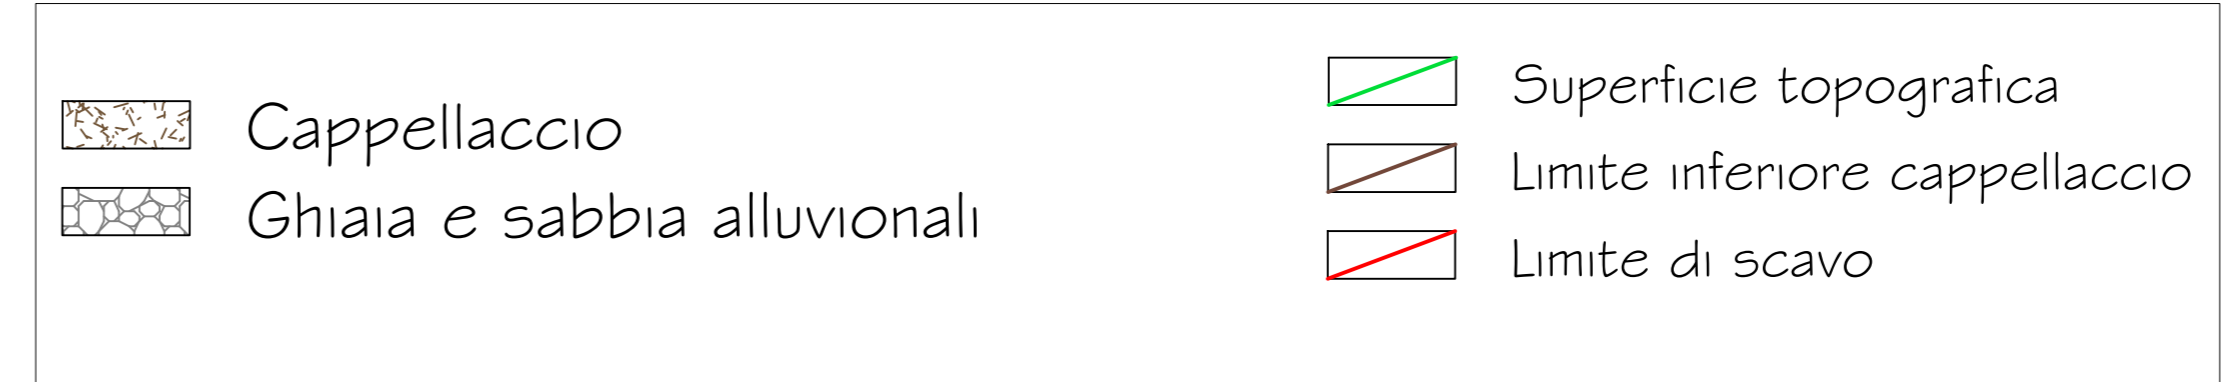 Cappellaccio
Ghiaia e sabbia alluvionali
Superficie topografica
Limite inferiore cappellaccio
Limite di scavo